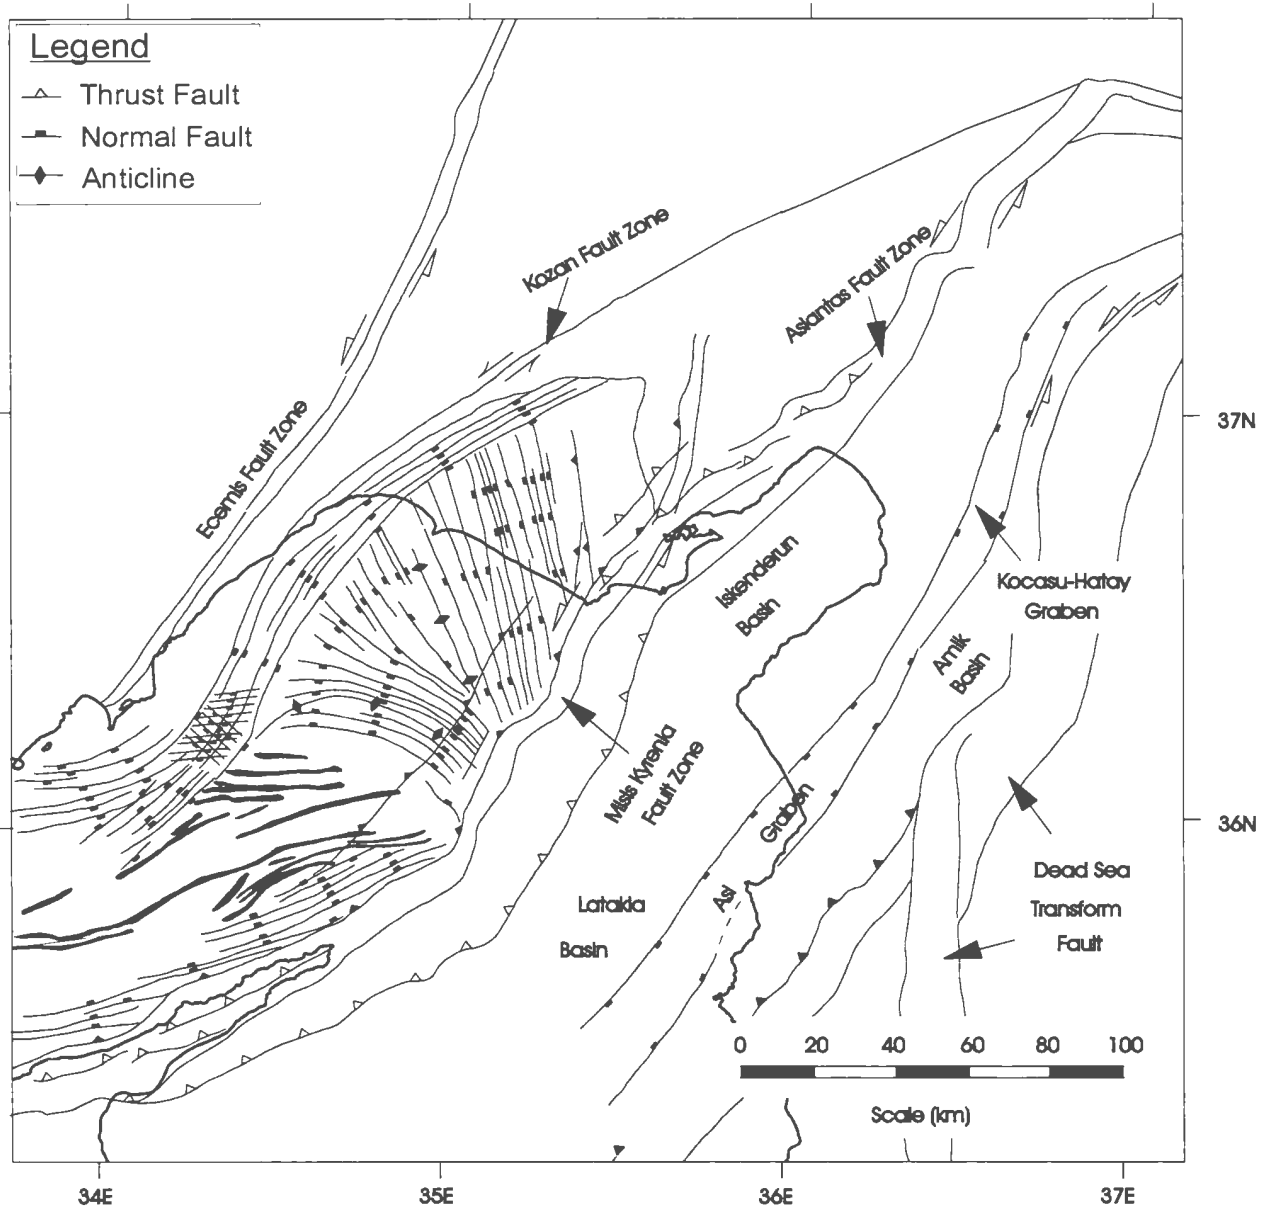 Legend
Thrust Fault
Normal Fault
Anticline
Kozan Fault Zone
Aslantas Fault Zone
Ecemis Fault Zone
37N
Iskenderun
Basin
Kocasu-Hatay
Graben
Amik
Basin
Misis Kyrenia
Fault Zone
36N
Graben
Asi
Latakia
Basin
Dead Sea
Transform
Fault
0 20 40 60 80 100
Scale (km)
34E 35E 36E 37E